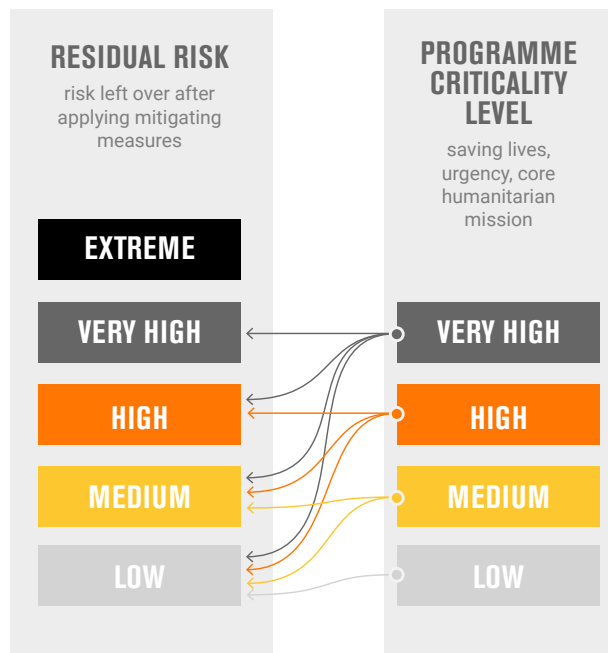 RESIDUAL RISK
risk left over after
applying mitigating
measures
EXTREME
VERY HIGH
HIGH
MEDIUM
LOW
PROGRAMME
CRITICALITY
LEVEL
saving lives,
urgency, core
humanitarian
mission
VERY HIGH
HIGH
MEDIUM
LOW